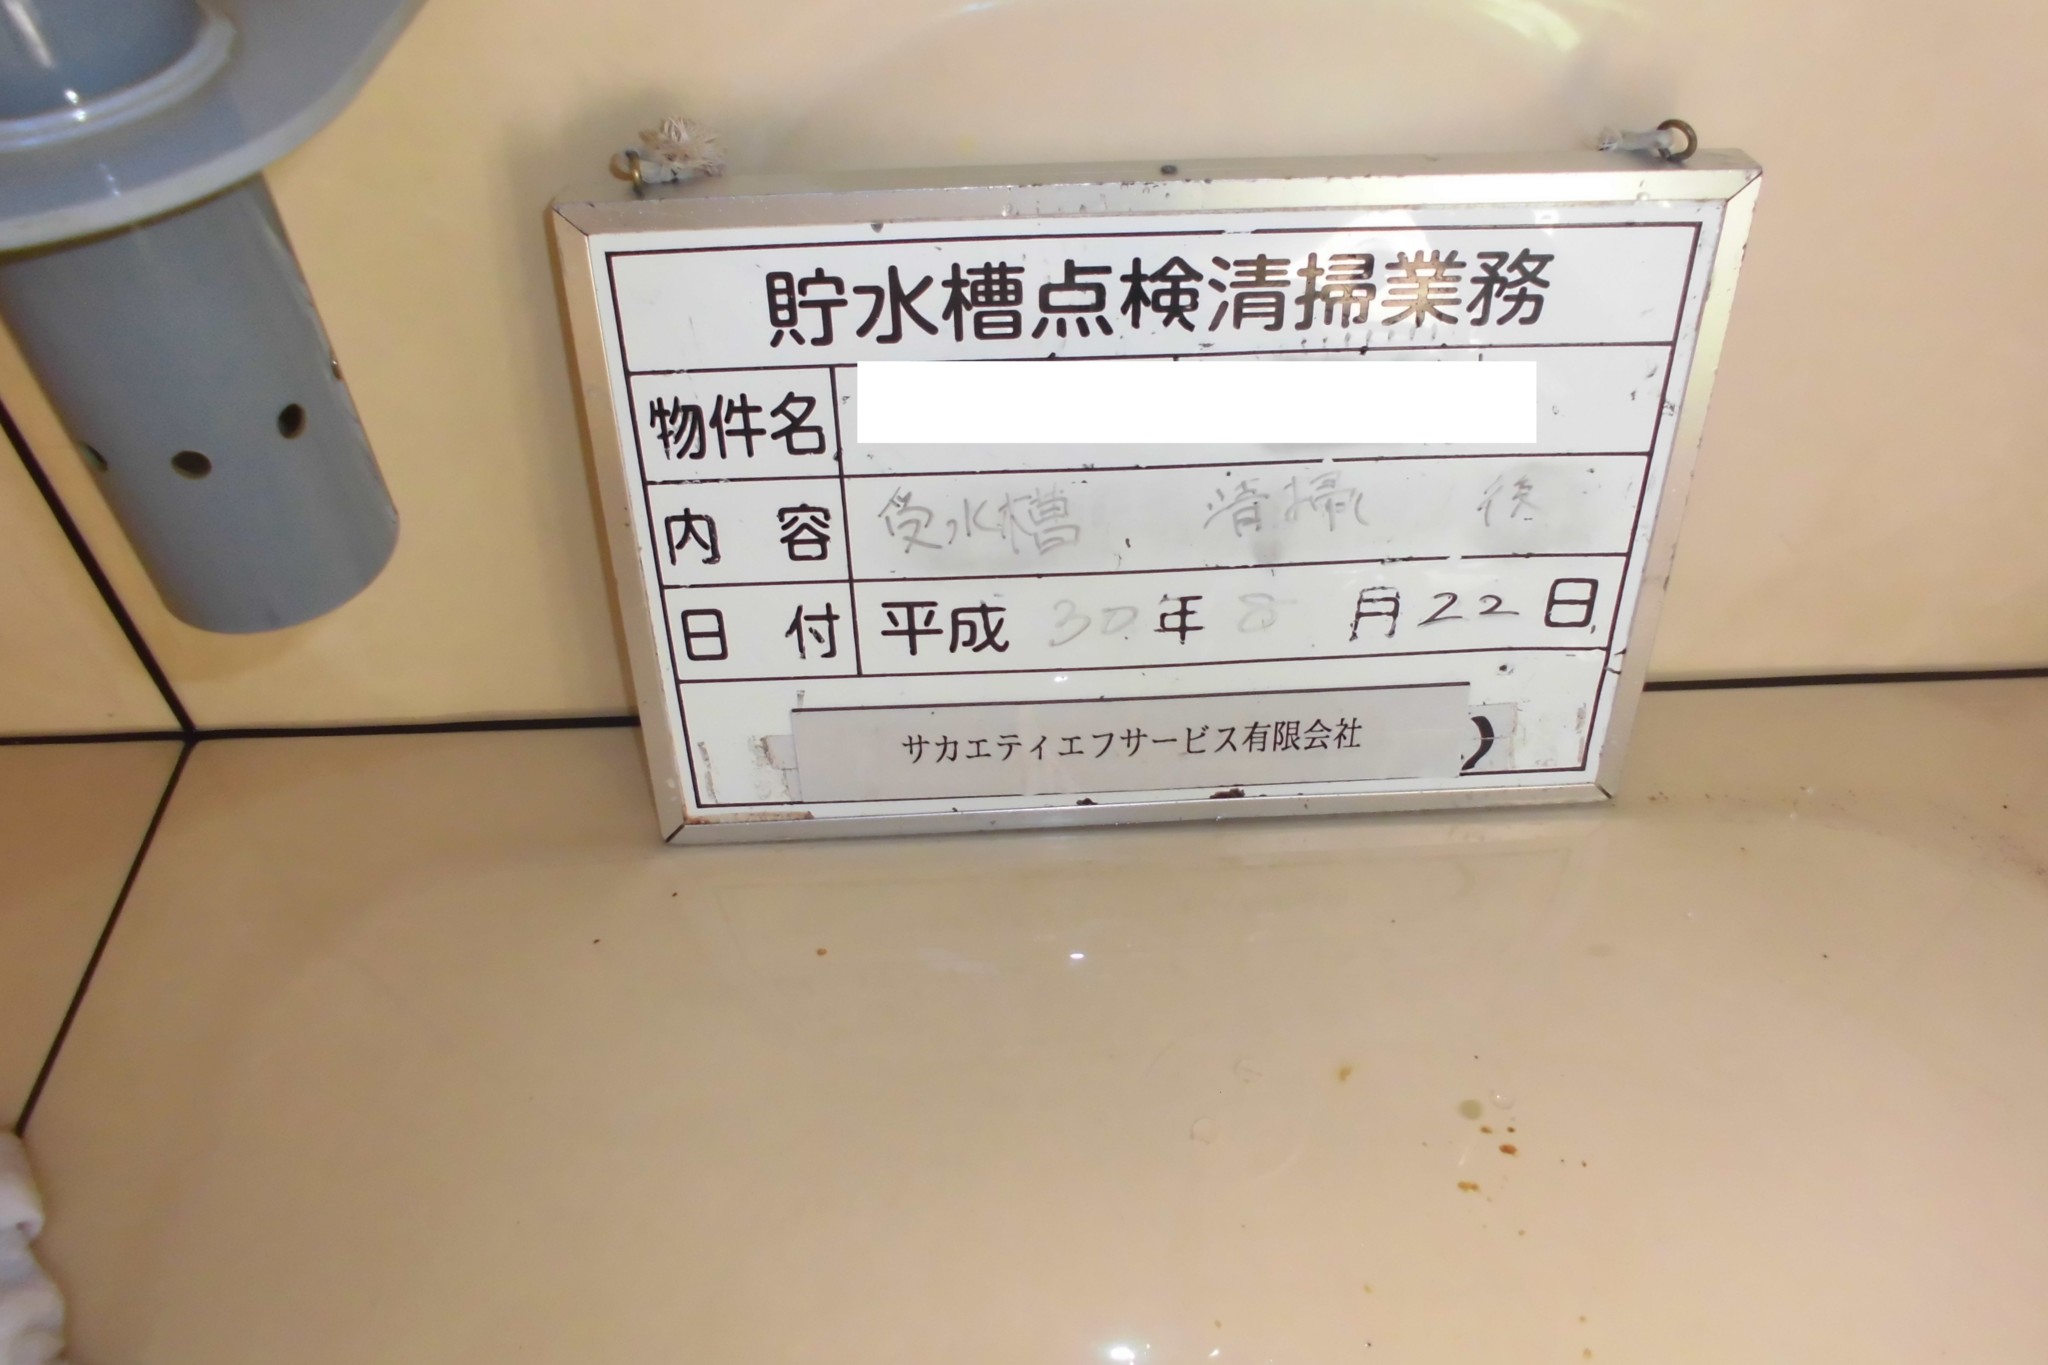 貯水槽点検清掃業務
物件名
内容 受水槽 清掃 後
日付 平成 30 年 8 月 22 日
サカエティエフサービス有限会社 )